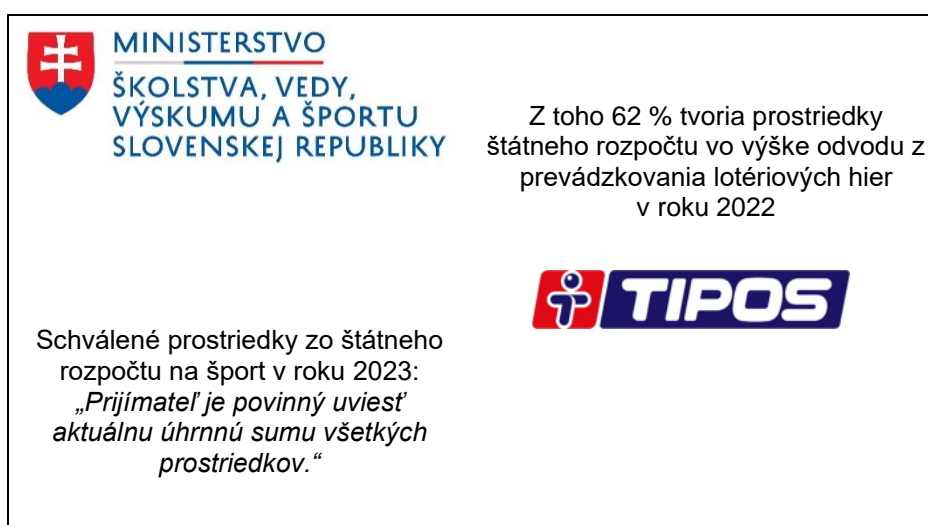 MINISTERSTVO
ŠKOLSTVA, VEDY,
VÝSKUMU A ŠPORTU
SLOVENSKEJ REPUBLIKY
Schválené prostriedky zo štátneho
rozpočtu na šport v roku 2023:
„Prijímateľ je povinný uviesť
aktuálnu úhrnnú sumu všetkých
prostriedkov.“
Z toho 62 % tvoria prostriedky
štátneho rozpočtu vo výške odvodu z
prevádzkovania lotériových hier
v roku 2022
TIPOS